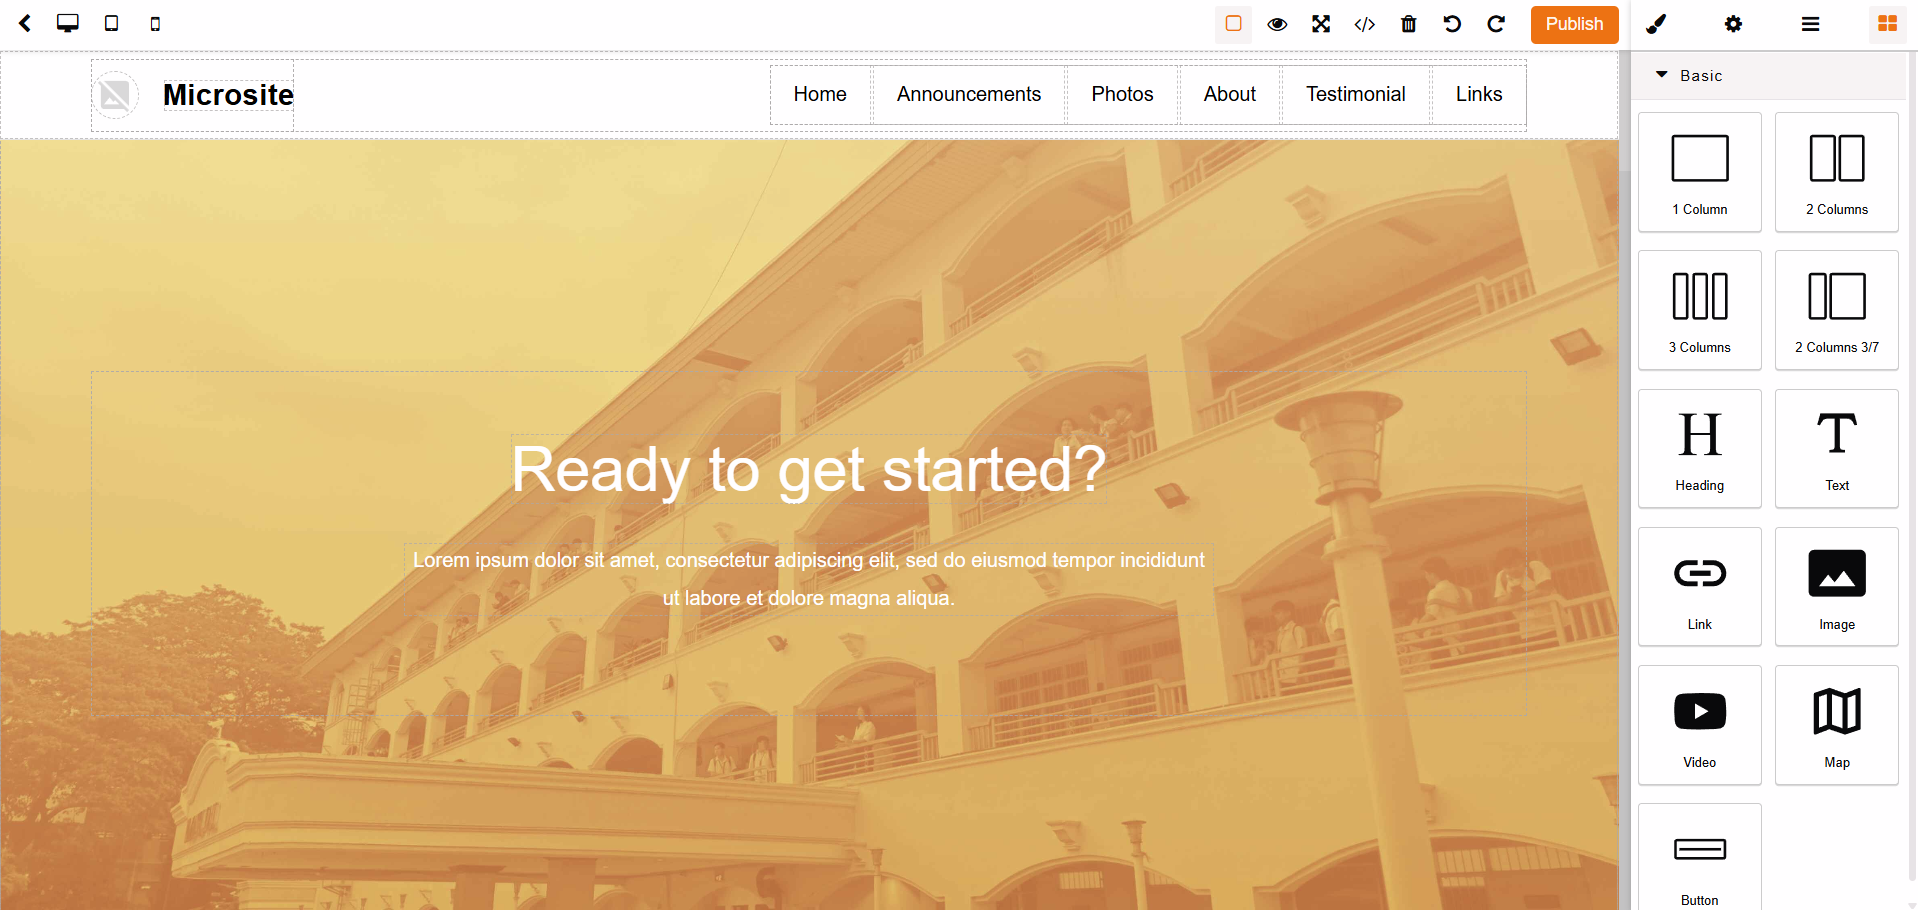 Publish
Microsite
Home Announcements Photos About Testimonial Links
Ready to get started?
Lorem ipsum dolor sit amet, consectetur adipiscing elit, sed do eiusmod tempor incididunt
ut labore et dolore magna aliqua.
Basic
1 Column
2 Columns
3 Columns
2 Columns 3/7
Heading
Text
Link
Image
Video
Map
Button